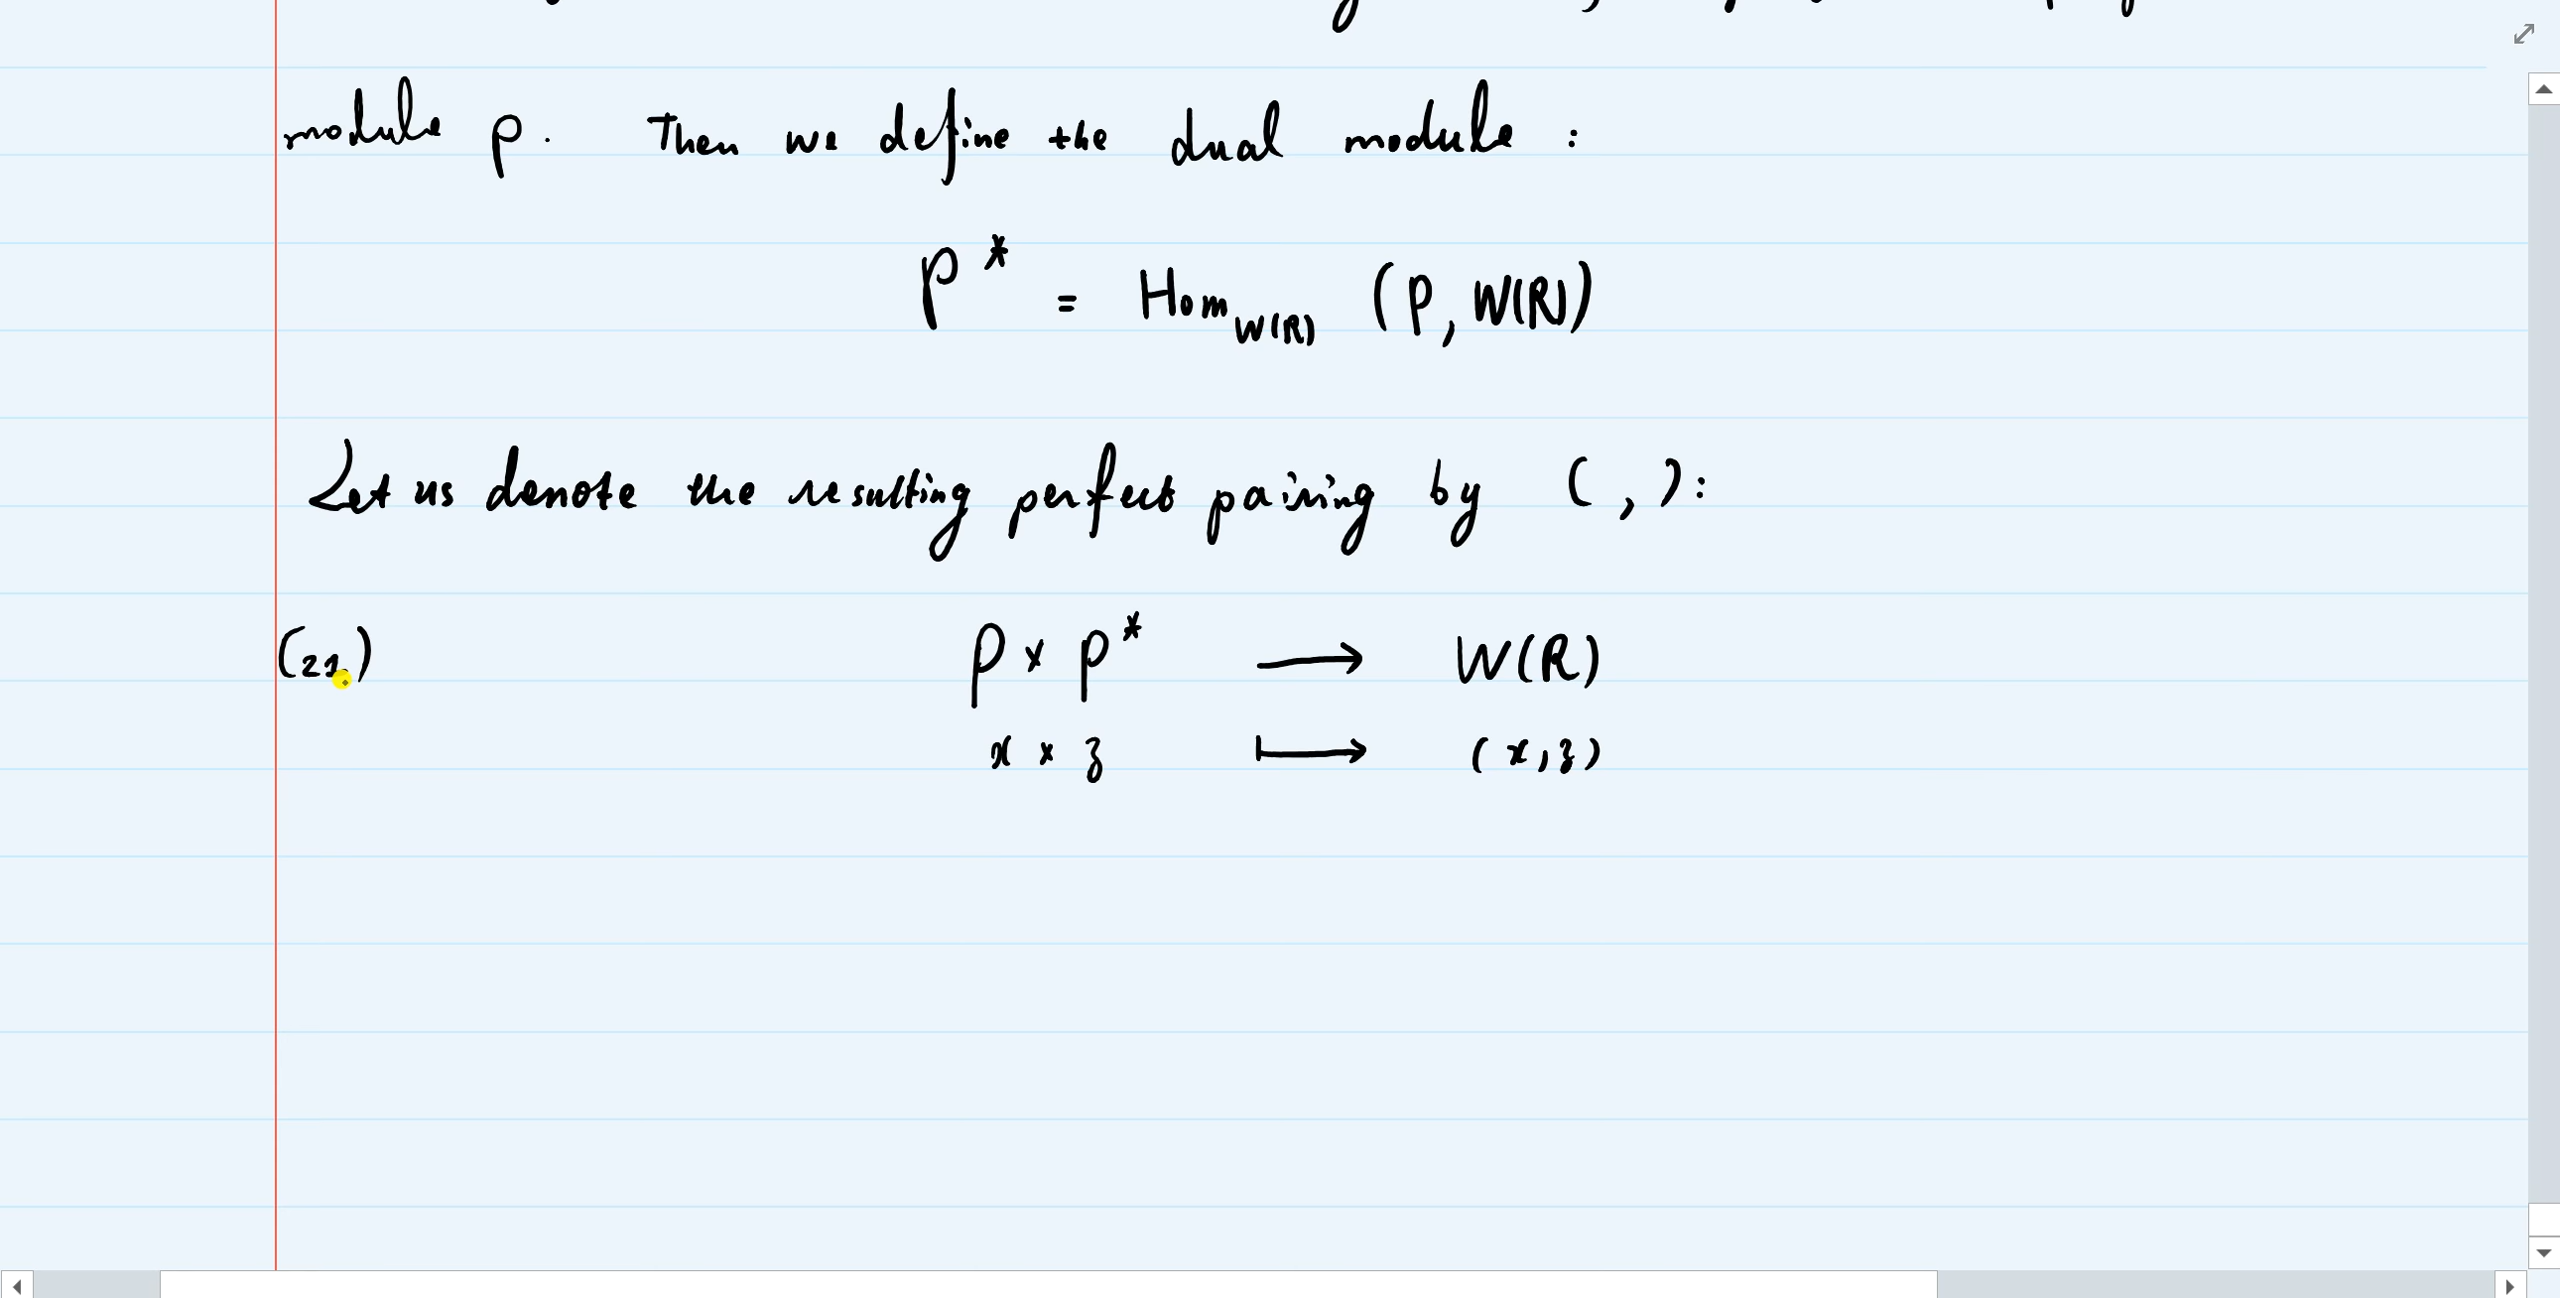 module P. Then we define the dual module :
P* = Hom_W(R) (P, W(R))
Let us denote the resulting perfect pairing by ( , ):
(21) P × P* ⟶ W(R)
x × z ⟼ (x, z)